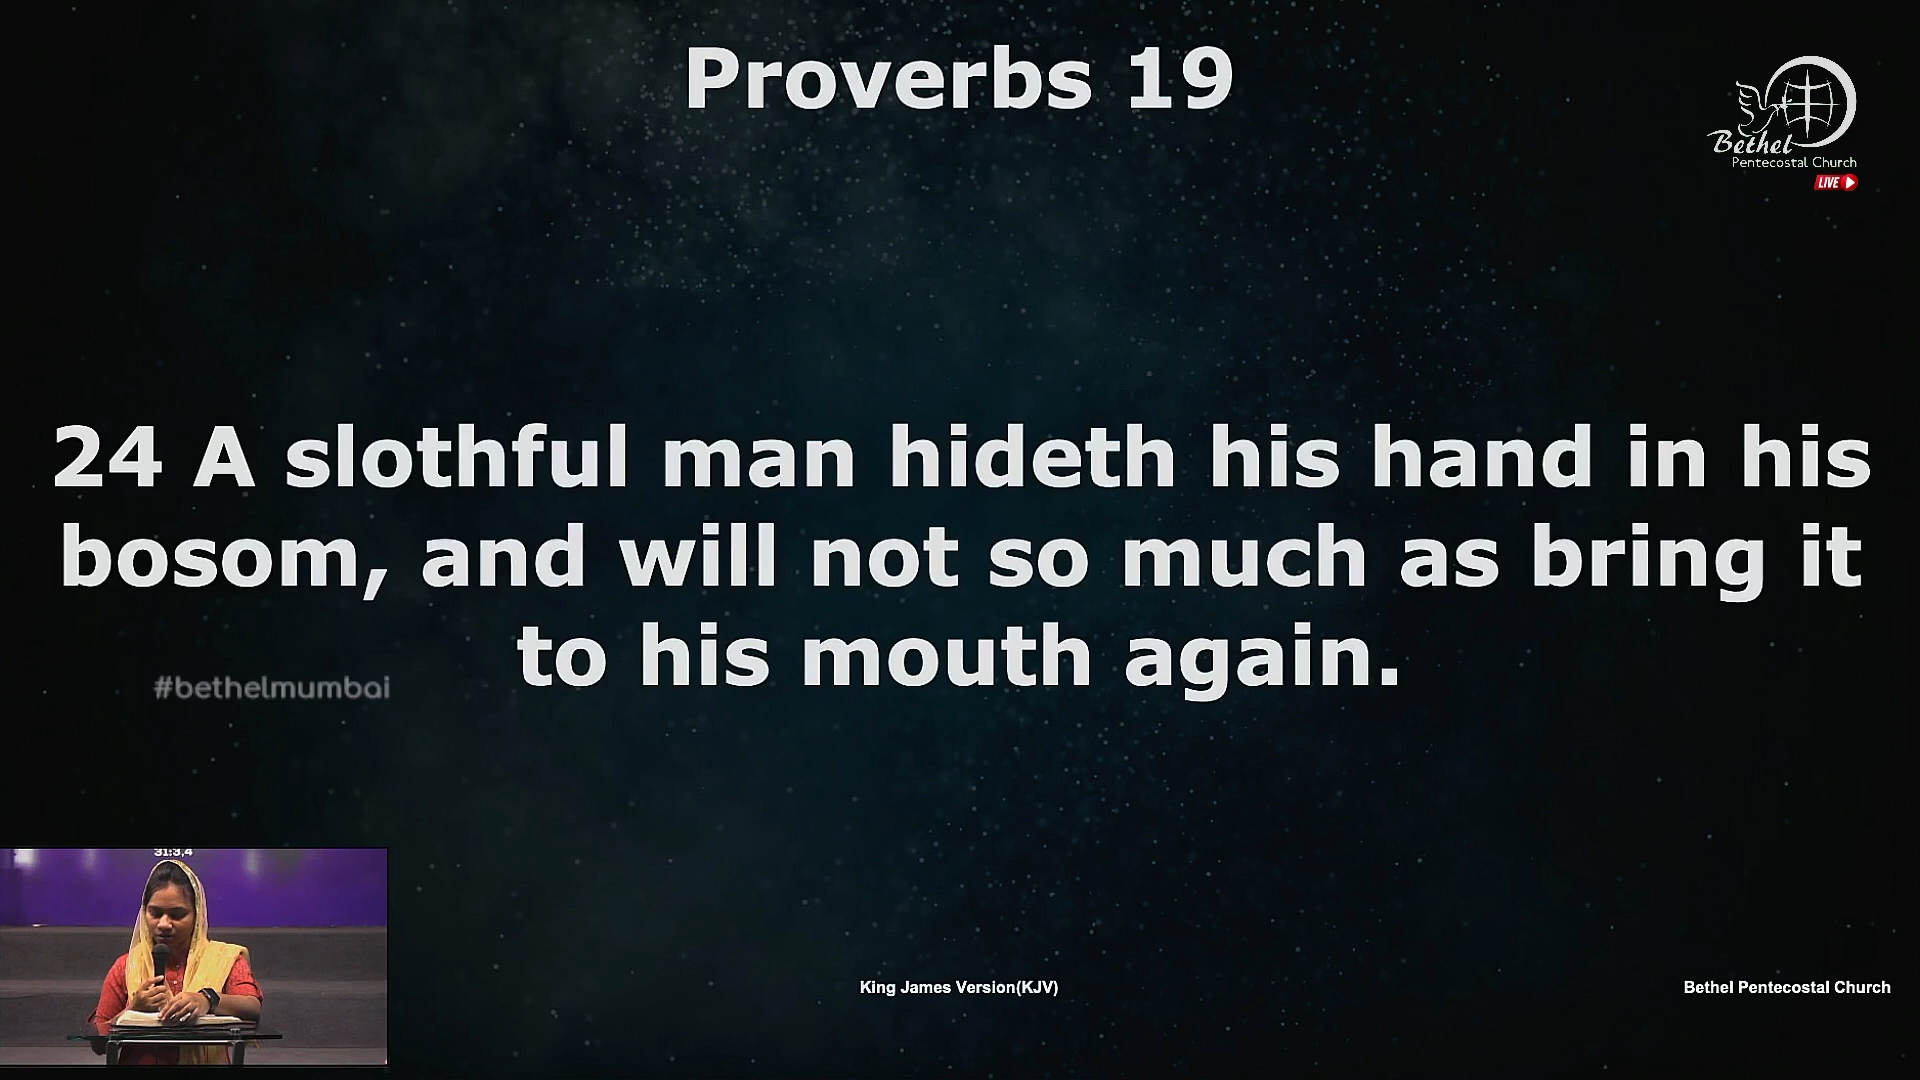 Proverbs 19
Bethel
Pentecostal Church
LIVE
24 A slothful man hideth his hand in his
bosom, and will not so much as bring it
to his mouth again.
#bethelmumbai
31:3,4
King James Version(KJV)
Bethel Pentecostal Church